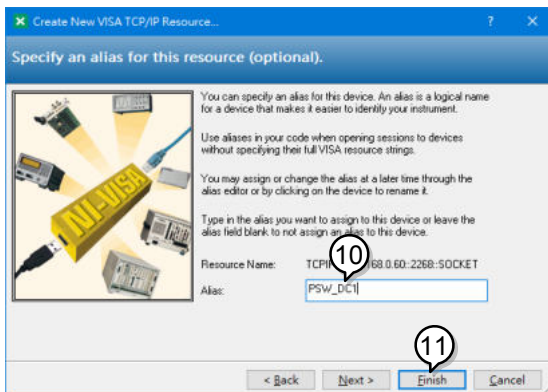 Create New VISA TCP/IP Resource...
Specify an alias for this resource (optional).
You can specify an alias for this device. An alias is a logical name
for a device that makes it easier to identify your instrument.
Use aliases in your code when opening sessions to devices
without specifying their full VISA resource strings.
You may assign or change the alias at a later time through the
alias editor or by clicking on the device to rename it.
Type in the alias you want to assign to this device or leave the
alias field blank to not assign an alias to this device.
NI-VISA
10
Resource Name: 68.0.60::2268::SOCKET
Alias: PSW_DC1
11
< Back Next > Finish Cancel